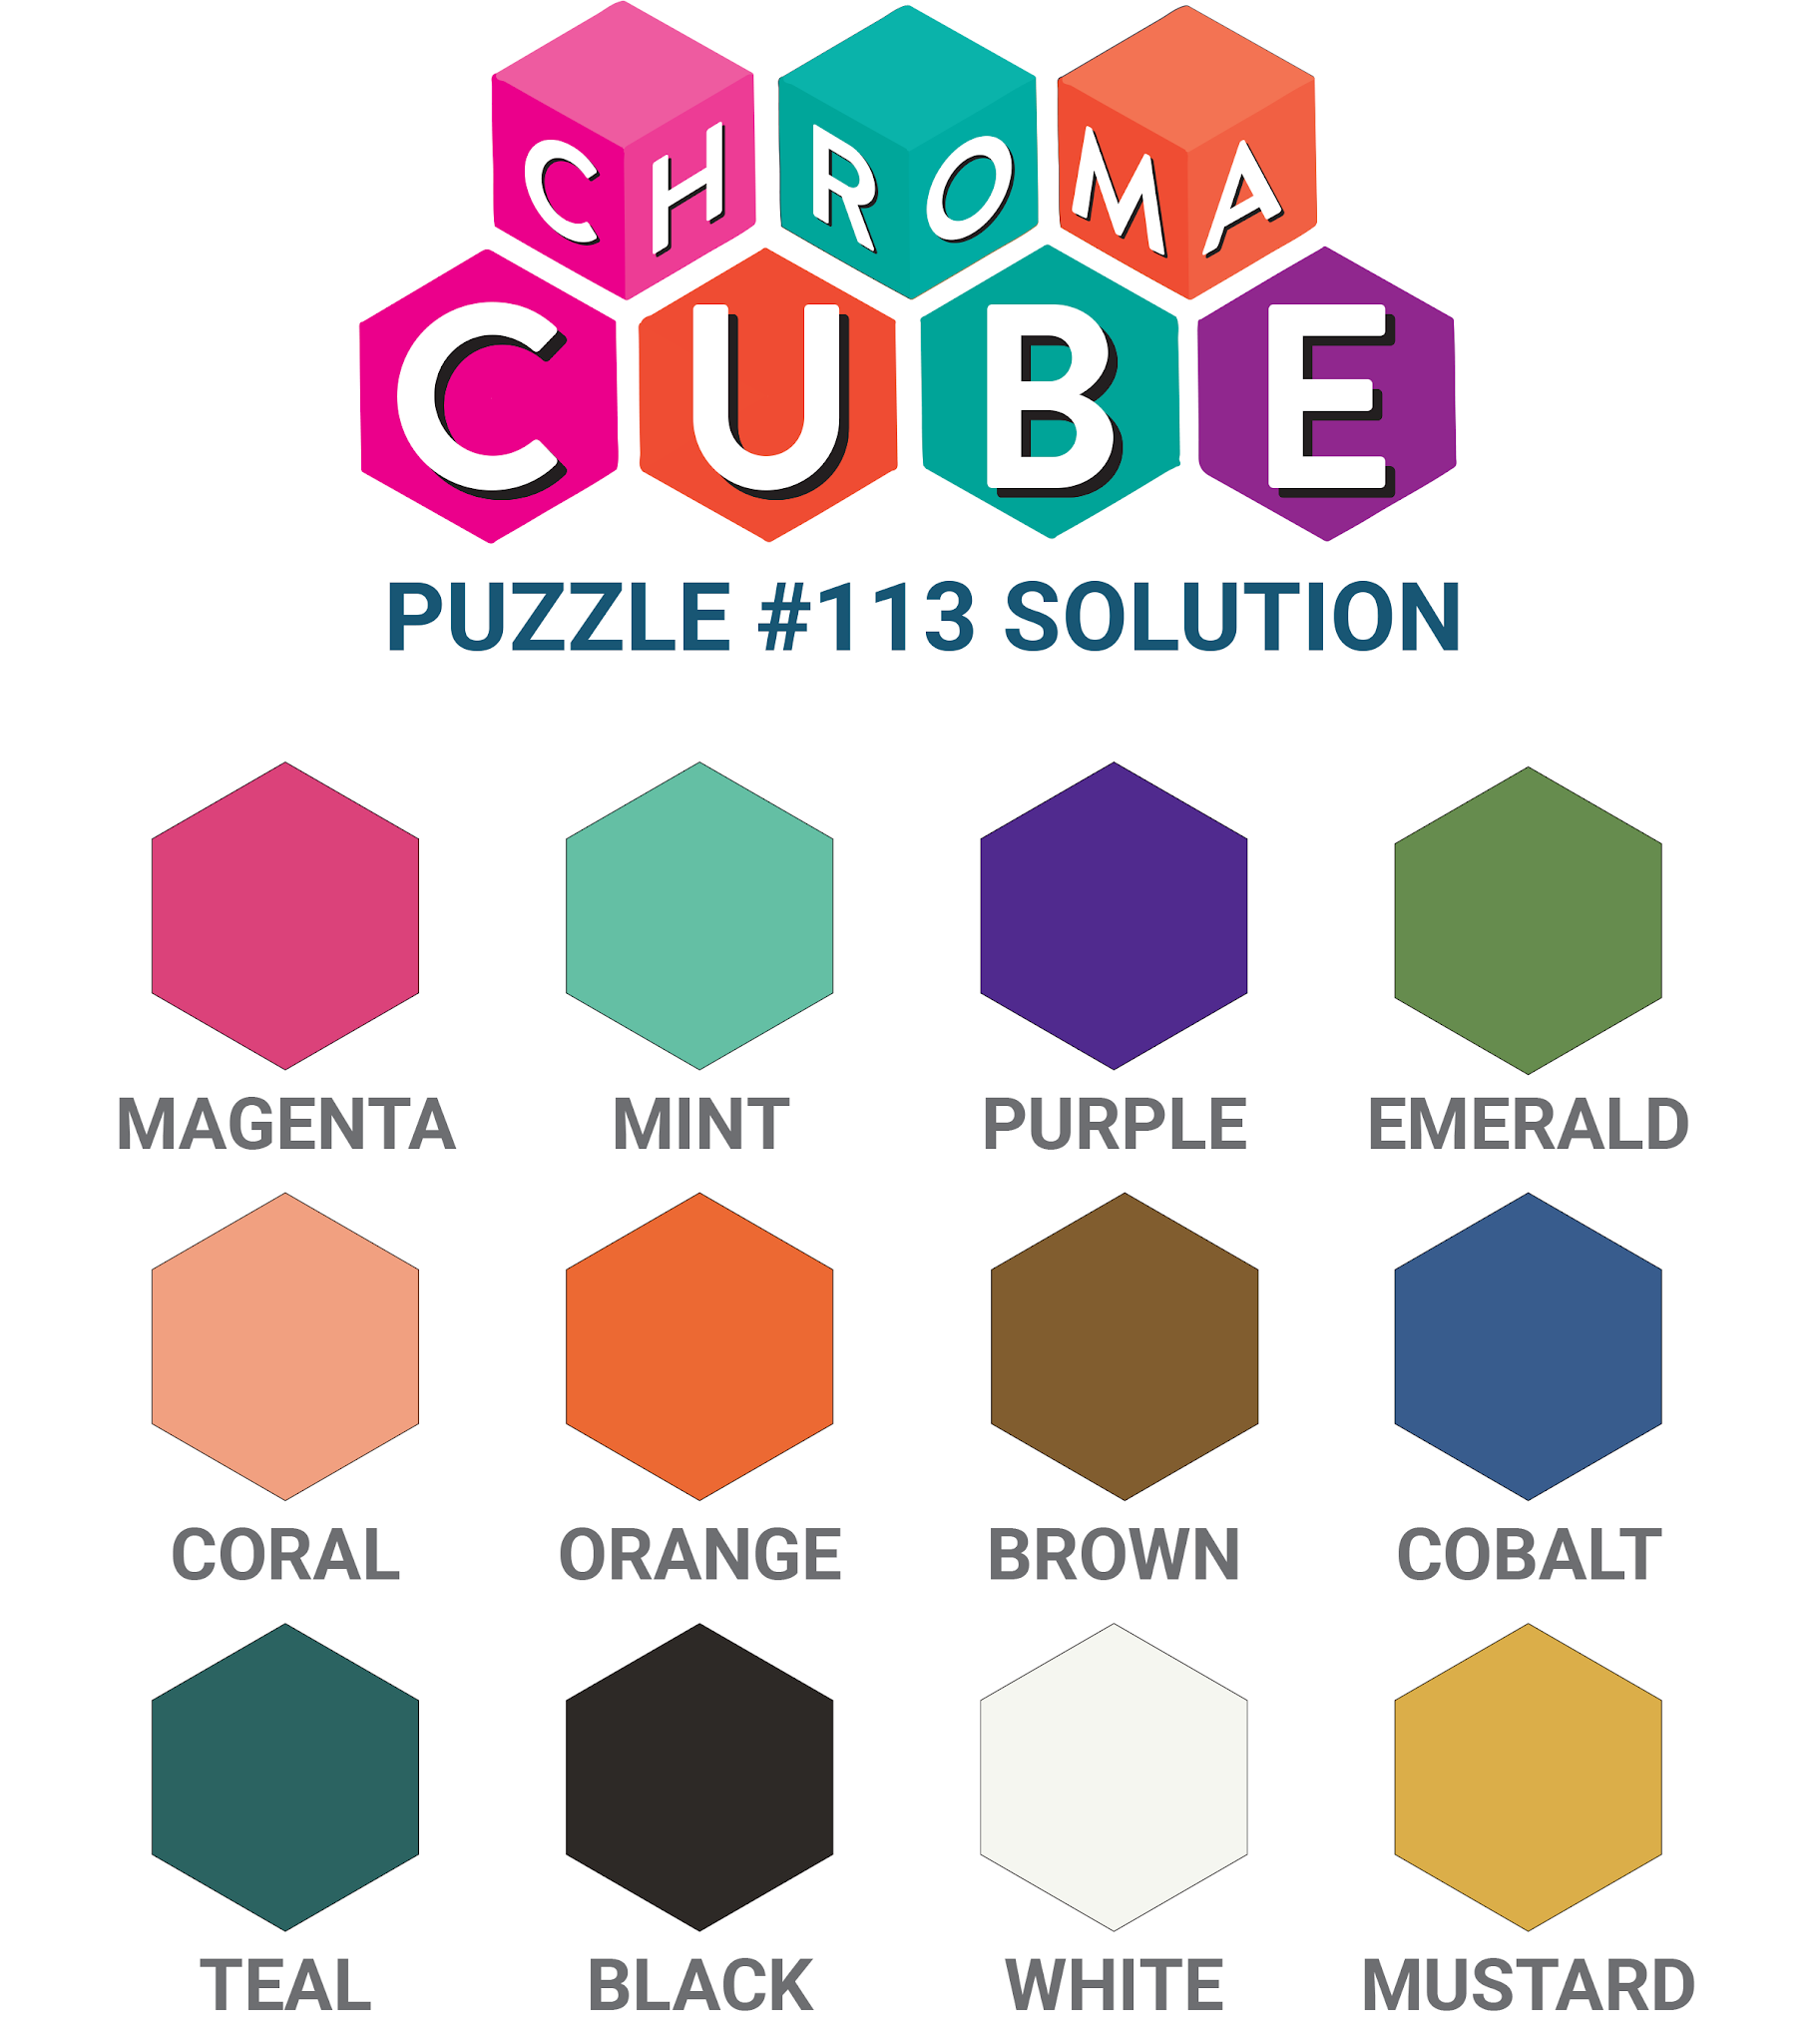 CHROMA
CUBE
PUZZLE #113 SOLUTION
MAGENTA MINT PURPLE EMERALD
CORAL ORANGE BROWN COBALT
TEAL BLACK WHITE MUSTARD